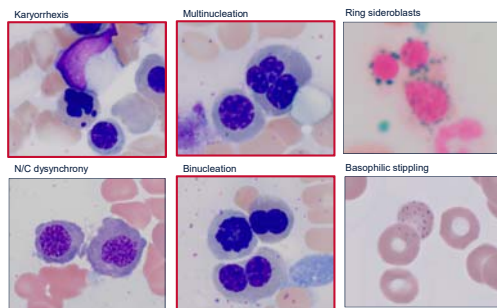 Karyorrhexis
Multinucleation
Ring sideroblasts
N/C dysynchrony
Binucleation
Basophilic stippling